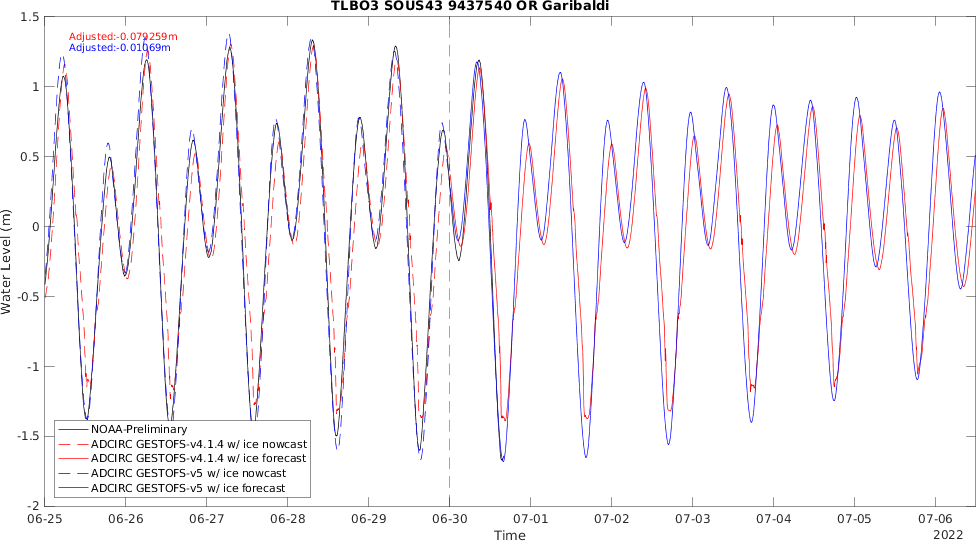 TLBO3 SOUS43 9437540 OR Garibaldi
Adjusted:-0.079259m
Adjusted:-0.01069m
Water Level (m)
1.5
1
0.5
0
-0.5
-1
-1.5
-2
NOAA-Preliminary
ADCIRC GESTOFS-v4.1.4 w/ ice nowcast
ADCIRC GESTOFS-v4.1.4 w/ ice forecast
ADCIRC GESTOFS-v5 w/ ice nowcast
ADCIRC GESTOFS-v5 w/ ice forecast
06-25 06-26 06-27 06-28 06-29 06-30 07-01 07-02 07-03 07-04 07-05 07-06
Time
2022